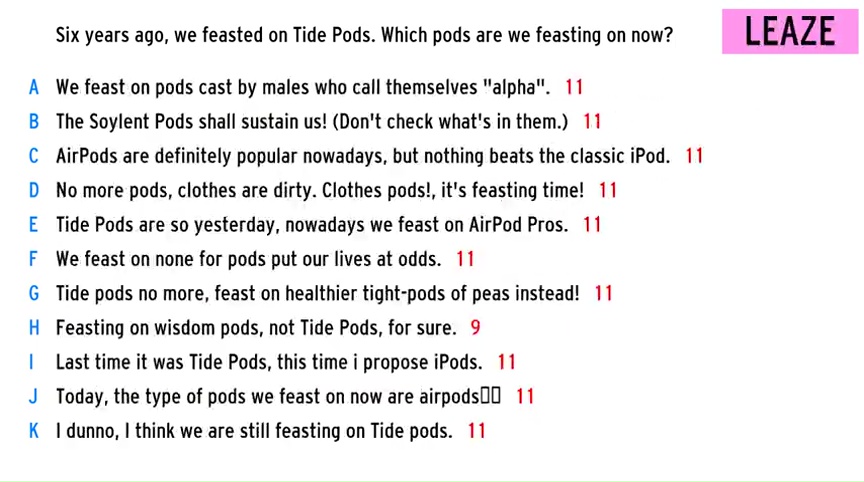 Six years ago, we feasted on Tide Pods. Which pods are we feasting on now?
LEAZE
A We feast on pods cast by males who call themselves "alpha". 11
B The Soylent Pods shall sustain us! (Don't check what's in them.) 11
C AirPods are definitely popular nowadays, but nothing beats the classic iPod. 11
D No more pods, clothes are dirty. Clothes pods!, it's feasting time! 11
E Tide Pods are so yesterday, nowadays we feast on AirPod Pros. 11
F We feast on none for pods put our lives at odds. 11
G Tide pods no more, feast on healthier tight-pods of peas instead! 11
H Feasting on wisdom pods, not Tide Pods, for sure. 9
I Last time it was Tide Pods, this time i propose iPods. 11
J Today, the type of pods we feast on now are airpods▯▯ 11
K I dunno, I think we are still feasting on Tide pods. 11